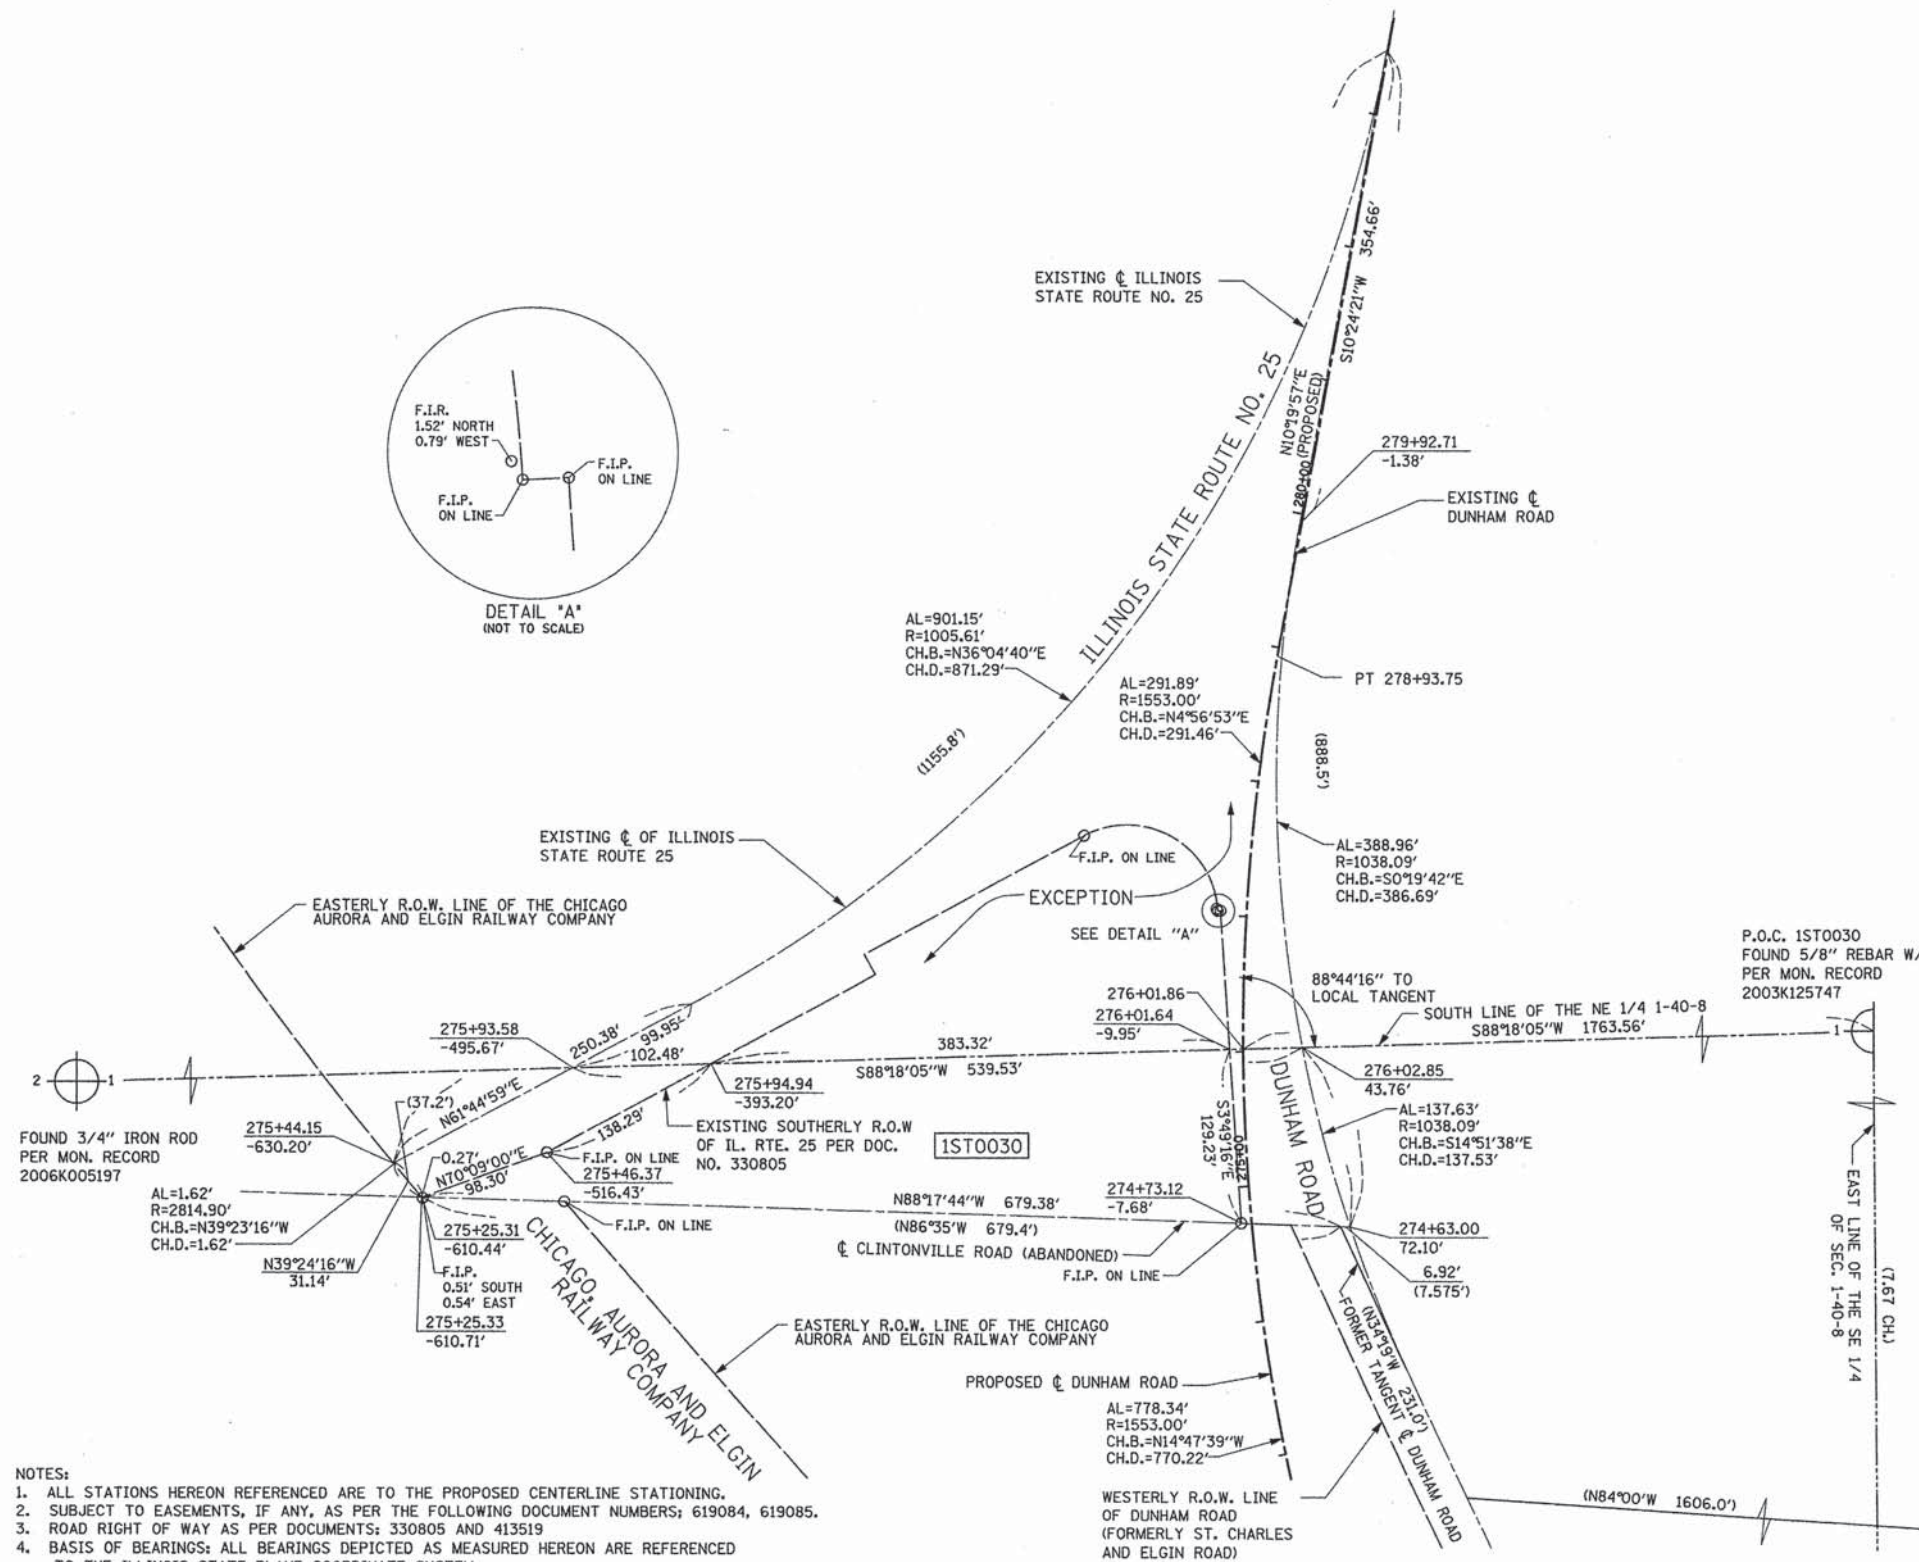 EXISTING ℄ ILLINOIS
STATE ROUTE NO. 25
S10°24'21"W 354.66'
N10°19'57"E
(PROPOSED)
280+00
279+92.71
-1.38'
EXISTING ℄
DUNHAM ROAD
F.I.R.
1.52' NORTH
0.79' WEST
F.I.P.
ON LINE
F.I.P.
ON LINE
DETAIL "A"
(NOT TO SCALE)
ILLINOIS STATE ROUTE NO. 25
AL=901.15'
R=1005.61'
CH.B.=N36°04'40"E
CH.D.=871.29'
(1155.8')
AL=291.89'
R=1553.00'
CH.B.=N4°56'53"E
CH.D.=291.46'
PT 278+93.75
(888.5')
AL=388.96'
R=1038.09'
CH.B.=S0°19'42"E
CH.D.=386.69'
EXISTING ℄ OF ILLINOIS
STATE ROUTE 25
F.I.P. ON LINE
EXCEPTION
SEE DETAIL "A"
EASTERLY R.O.W. LINE OF THE CHICAGO
AURORA AND ELGIN RAILWAY COMPANY
P.O.C. 1ST0030
FOUND 5/8" REBAR W/
PER MON. RECORD
2003K125747
88°44'16" TO
LOCAL TANGENT
SOUTH LINE OF THE NE 1/4 1-40-8
S88°18'05"W 1763.56'
1
276+01.86
276+01.64
-9.95'
275+93.58
-495.67'
250.38'
99.95'
102.48'
383.32'
S88°18'05"W 539.53'
276+02.85
43.76'
2
1
FOUND 3/4" IRON ROD
PER MON. RECORD
2006K005197
(37.2')
N61°44'59"E
275+94.94
-393.20'
275+44.15
-630.20'
EXISTING SOUTHERLY R.O.W
OF IL. RTE. 25 PER DOC.
NO. 330805
1ST0030
138.29'
S3°49'16"E
129.23'
275+00
DUNHAM ROAD
AL=137.63'
R=1038.09'
CH.B.=S14°51'38"E
CH.D.=137.53'
0.27'
N70°09'00"E
98.30'
F.I.P. ON LINE
275+46.37
-516.43'
F.I.P. ON LINE
AL=1.62'
R=2814.90'
CH.B.=N39°23'16"W
CH.D.=1.62'
N39°24'16"W
31.14'
275+25.31
-610.44'
F.I.P.
0.51' SOUTH
0.54' EAST
275+25.33
-610.71'
N88°17'44"W 679.38'
(N86°35'W 679.4')
℄ CLINTONVILLE ROAD (ABANDONED)
274+73.12
-7.68'
F.I.P. ON LINE
274+63.00
72.10'
6.92'
(7.575')
EAST LINE OF THE SE 1/4
OF SEC. 1-40-8
(7.67 CH.)
CHICAGO, AURORA AND ELGIN
RAILWAY COMPANY
EASTERLY R.O.W. LINE OF THE CHICAGO
AURORA AND ELGIN RAILWAY COMPANY
PROPOSED ℄ DUNHAM ROAD
AL=778.34'
R=1553.00'
CH.B.=N14°47'39"W
CH.D.=770.22'
(N34°19'W 231.0')
FORMER TANGENT ℄ DUNHAM ROAD
WESTERLY R.O.W. LINE
OF DUNHAM ROAD
(FORMERLY ST. CHARLES
AND ELGIN ROAD)
(N84°00'W 1606.0')
NOTES:
1. ALL STATIONS HEREON REFERENCED ARE TO THE PROPOSED CENTERLINE STATIONING.
2. SUBJECT TO EASEMENTS, IF ANY, AS PER THE FOLLOWING DOCUMENT NUMBERS; 619084, 619085.
3. ROAD RIGHT OF WAY AS PER DOCUMENTS: 330805 AND 413519
4. BASIS OF BEARINGS: ALL BEARINGS DEPICTED AS MEASURED HEREON ARE REFERENCED